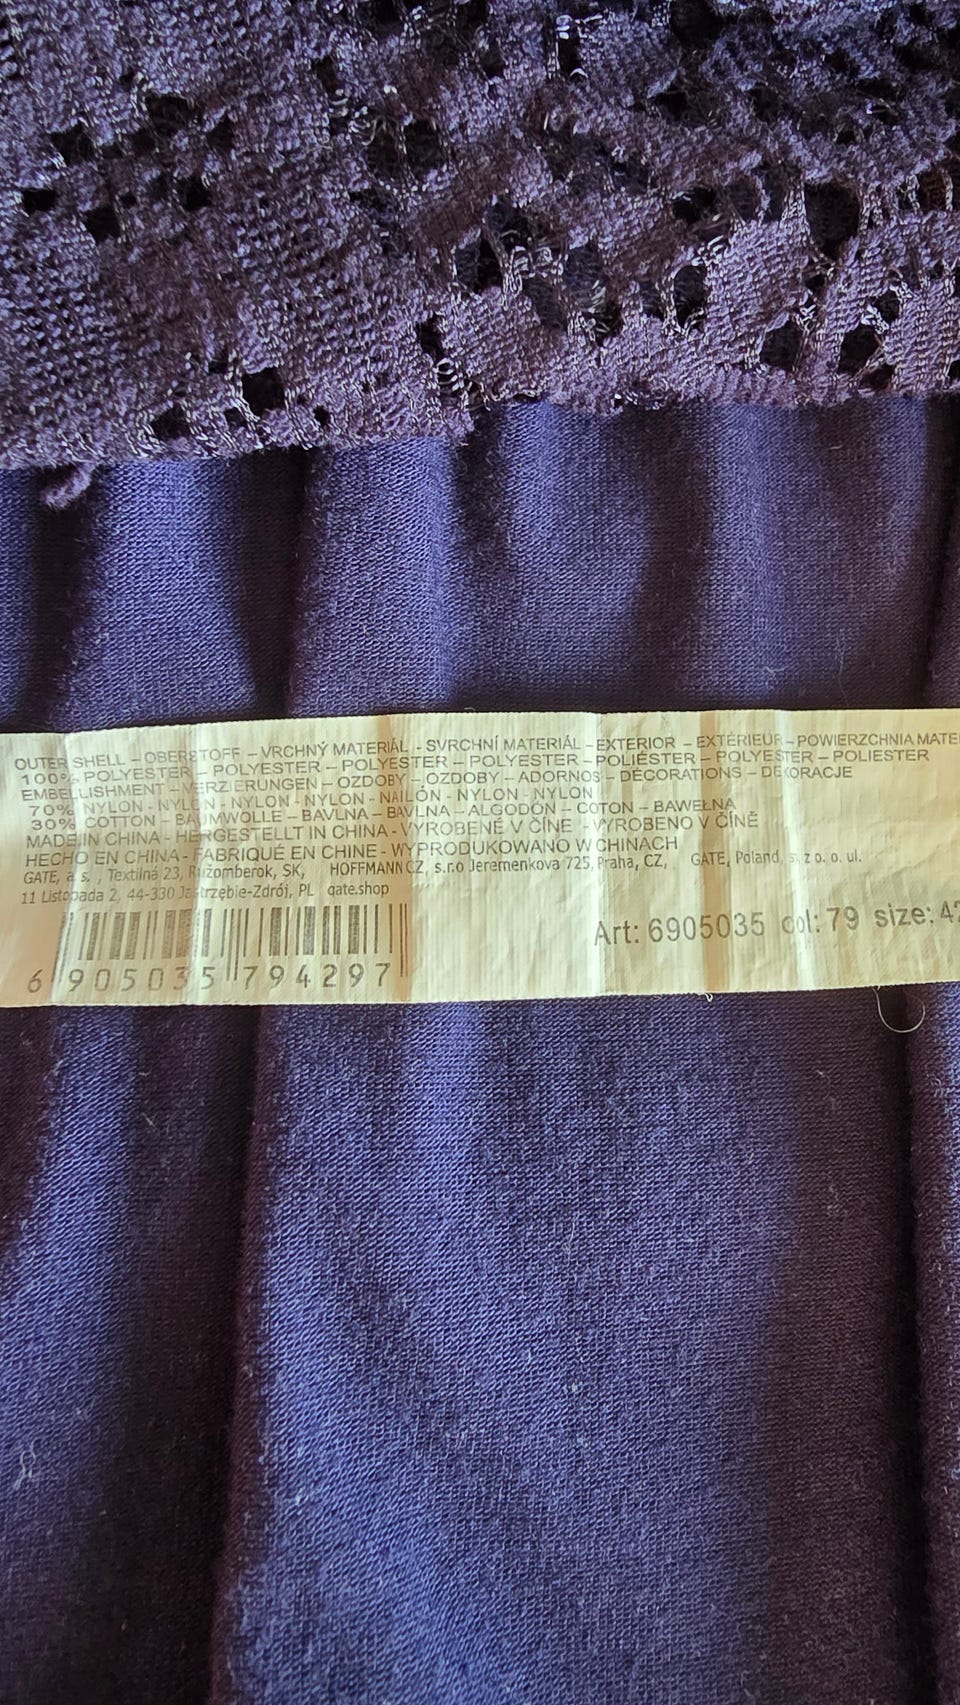 OUTER SHELL – OBERSTOFF – VRCHNÝ MATERIÁL - SVRCHNÍ MATERIÁL – EXTERIOR – EXTÉRIEUR – POWIERZCHNIA
100% POLYESTER – POLYESTER – POLYESTER – POLYESTER – POLIÉSTER – POLYESTER – POLIESTER
EMBELLISHMENT – VERZIERUNGEN - OZDOBY – OZDOBY – ADORNOS – DÉCORATIONS – DEKORACJE
70% NYLON - NYLON - NYLON - NYLON - NAILÓN - NYLON - NYLON
30% COTTON – BAUMWOLLE – BAVLNA – BAVLNA – ALGODÓN – COTON – BAWEŁNA
MADE IN CHINA - HERGESTELLT IN CHINA - VYROBENÉ V ČÍNE - VYROBENO V ČÍNĚ
HECHO EN CHINA - FABRIQUÉ EN CHINE - WYPRODUKOWANO W CHINACH
GATE, a. s. , Textilná 23, Ružomberok, SK, HOFFMANN CZ, s.r.o Jeremenkova 725, Praha, CZ, GATE, Poland, z o. o. ul.
11 Listopada 2, 44-330 Jastrzębie-Zdrój, PL gate.shop
Art: 6905035 col: 79 size: 42
6 905035 794297